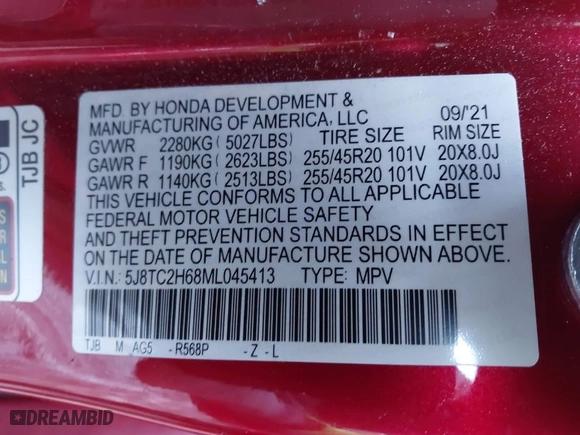 MFD. BY HONDA DEVELOPMENT &
MANUFACTURING OF AMERICA, LLC 09/'21
GVWR 2280KG ( 5027LBS) TIRE SIZE RIM SIZE
GAWR F 1190KG ( 2623LBS) 255/45R20 101V 20X8.0J
GAWR R 1140KG ( 2513LBS) 255/45R20 101V 20X8.0J
THIS VEHICLE CONFORMS TO ALL APPLICABLE
FEDERAL MOTOR VEHICLE SAFETY
AND THEFT PREVENTION STANDARDS IN EFFECT
ON THE DATE OF MANUFACTURE SHOWN ABOVE.
V.I.N.: 5J8TC2H68ML045413 TYPE: MPV
TJB M AG5 -R568P -Z -L
TJB JC
DREAMBID